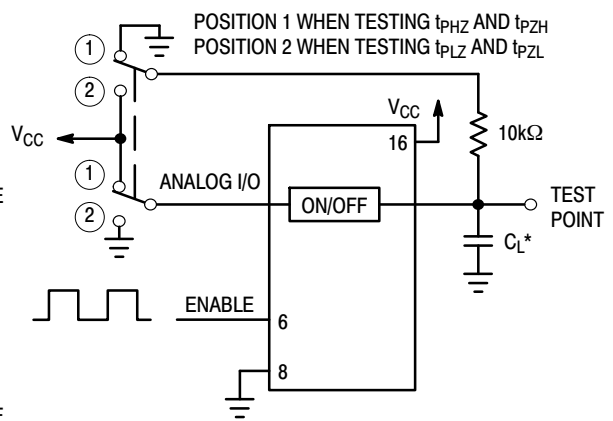 POSITION 1 WHEN TESTING tPHZ AND tPZH
POSITION 2 WHEN TESTING tPLZ AND tPZL
1
2
VCC
VCC
16
10kΩ
1
2
ANALOG I/O
ON/OFF
TEST
POINT
CL*
ENABLE
6
8
E
F